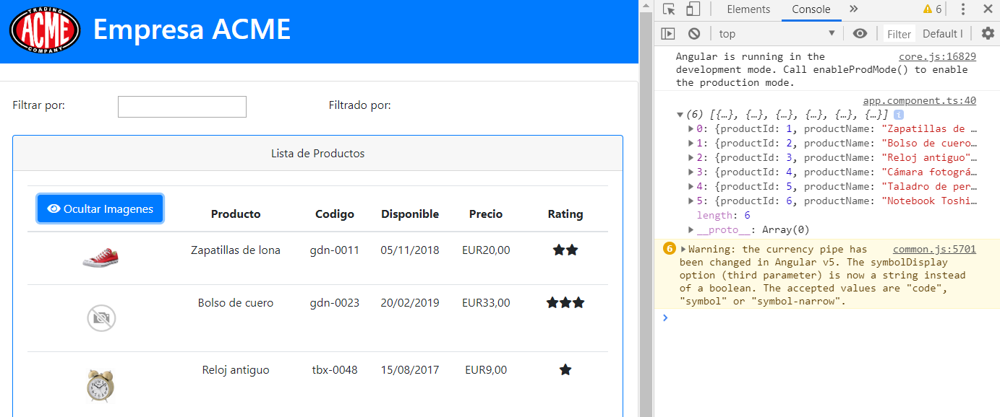 TRADING
ACME
COMPANY
Empresa ACME
Filtrar por:
Filtrado por:
Lista de Productos
Ocultar Imagenes
Producto
Codigo
Disponible
Precio
Rating
Zapatillas de lona
gdn-0011
05/11/2018
EUR20,00
Bolso de cuero
gdn-0023
20/02/2019
EUR33,00
Reloj antiguo
tbx-0048
15/08/2017
EUR9,00
Elements
Console
6
top
Filter
Default l
Angular is running in the
core.js:16829
development mode. Call enableProdMode() to enable
the production mode.
app.component.ts:40
(6) [{…}, {…}, {…}, {…}, {…}, {…}]
0: {productId: 1, productName: "Zapatillas de …
1: {productId: 2, productName: "Bolso de cuero…
2: {productId: 3, productName: "Reloj antiguo"…
3: {productId: 4, productName: "Cámara fotográ…
4: {productId: 5, productName: "Taladro de per…
5: {productId: 6, productName: "Notebook Toshi…
length: 6
__proto__: Array(0)
6
Warning: the currency pipe has
common.js:5701
been changed in Angular v5. The symbolDisplay
option (third parameter) is now a string instead
of a boolean. The accepted values are "code",
"symbol" or "symbol-narrow".